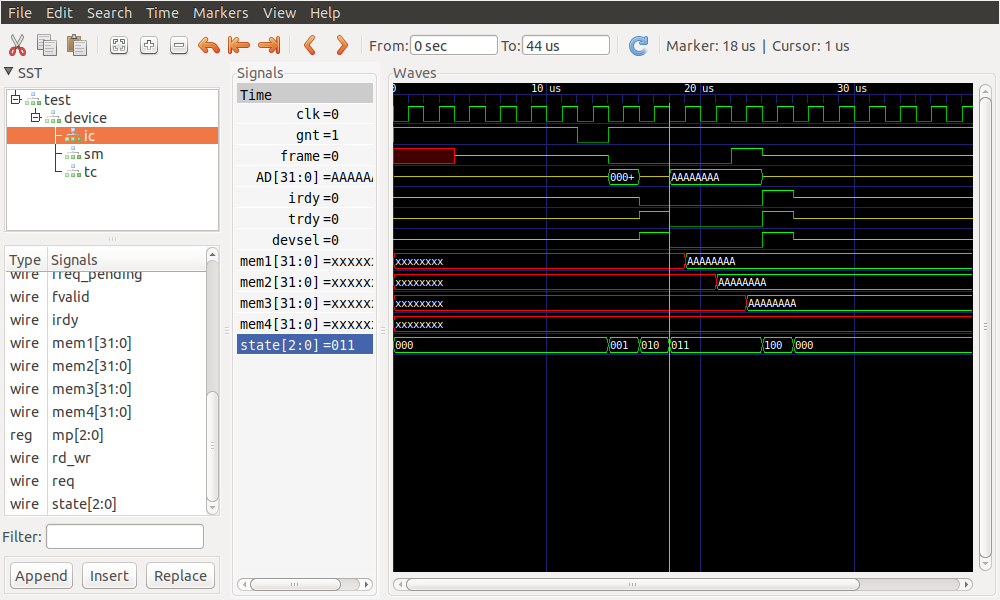 File Edit Search Time Markers View Help
From: 0 sec To: 44 us Marker: 18 us | Cursor: 1 us
SST
test
device
ic
sm
tc
Type Signals
wire rreq_pending
wire fvalid
wire irdy
wire mem1[31:0]
wire mem2[31:0]
wire mem3[31:0]
wire mem4[31:0]
reg mp[2:0]
wire rd_wr
wire req
wire state[2:0]
Filter:
Append Insert Replace
Signals
Time
clk=0
gnt=1
frame=0
AD[31:0]=AAAAAA
irdy=0
trdy=0
devsel=0
mem1[31:0]=xxxxxx
mem2[31:0]=xxxxxx
mem3[31:0]=xxxxxx
mem4[31:0]=xxxxxx
state[2:0]=011
Waves
0 10 us 20 us 30 us
000+ AAAAAAAA
xxxxxxxx AAAAAAAA
xxxxxxxx AAAAAAAA
xxxxxxxx AAAAAAAA
xxxxxxxx
000 001 010 011 100 000